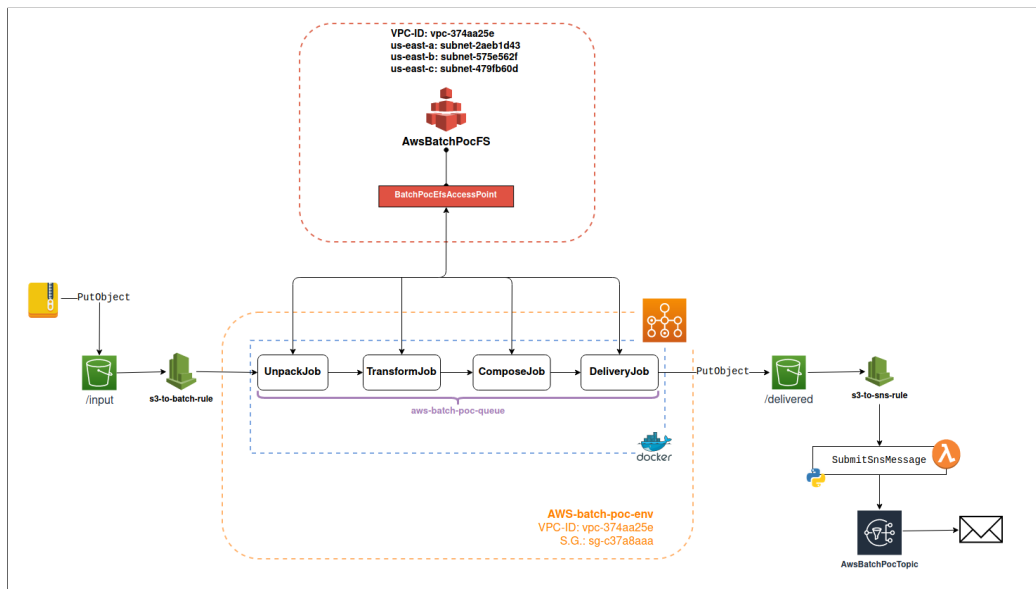 VPC-ID: vpc-374aa25e
us-east-a: subnet-2aeb1d43
us-east-b: subnet-575e562f
us-east-c: subnet-479fb60d
AwsBatchPocFS
BatchPocEfsAccessPoint
PutObject
/input
s3-to-batch-rule
UnpackJob
TransformJob
ComposeJob
DeliveryJob
aws-batch-poc-queue
docker
AWS-batch-poc-env
VPC-ID: vpc-374aa25e
S.G.: sg-c37a8aaa
PutObject
/delivered
s3-to-sns-rule
SubmitSnsMessage
AwsBatchPocTopic